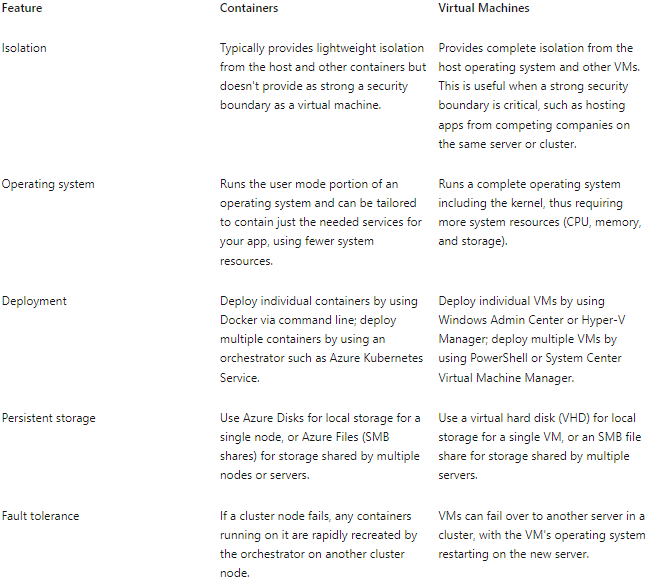 Feature Containers Virtual Machines
Isolation
Typically provides lightweight isolation
from the host and other containers but
doesn't provide as strong a security
boundary as a virtual machine.
Provides complete isolation from the
host operating system and other VMs.
This is useful when a strong security
boundary is critical, such as hosting
apps from competing companies on
the same server or cluster.
Operating system
Runs the user mode portion of an
operating system and can be tailored
to contain just the needed services for
your app, using fewer system
resources.
Runs a complete operating system
including the kernel, thus requiring
more system resources (CPU, memory,
and storage).
Deployment
Deploy individual containers by using
Docker via command line; deploy
multiple containers by using an
orchestrator such as Azure Kubernetes
Service.
Deploy individual VMs by using
Windows Admin Center or Hyper-V
Manager; deploy multiple VMs by
using PowerShell or System Center
Virtual Machine Manager.
Persistent storage
Use Azure Disks for local storage for a
single node, or Azure Files (SMB
shares) for storage shared by multiple
nodes or servers.
Use a virtual hard disk (VHD) for local
storage for a single VM, or an SMB file
share for storage shared by multiple
servers.
Fault tolerance
If a cluster node fails, any containers
running on it are rapidly recreated by
the orchestrator on another cluster
node.
VMs can fail over to another server in a
cluster, with the VM's operating system
restarting on the new server.